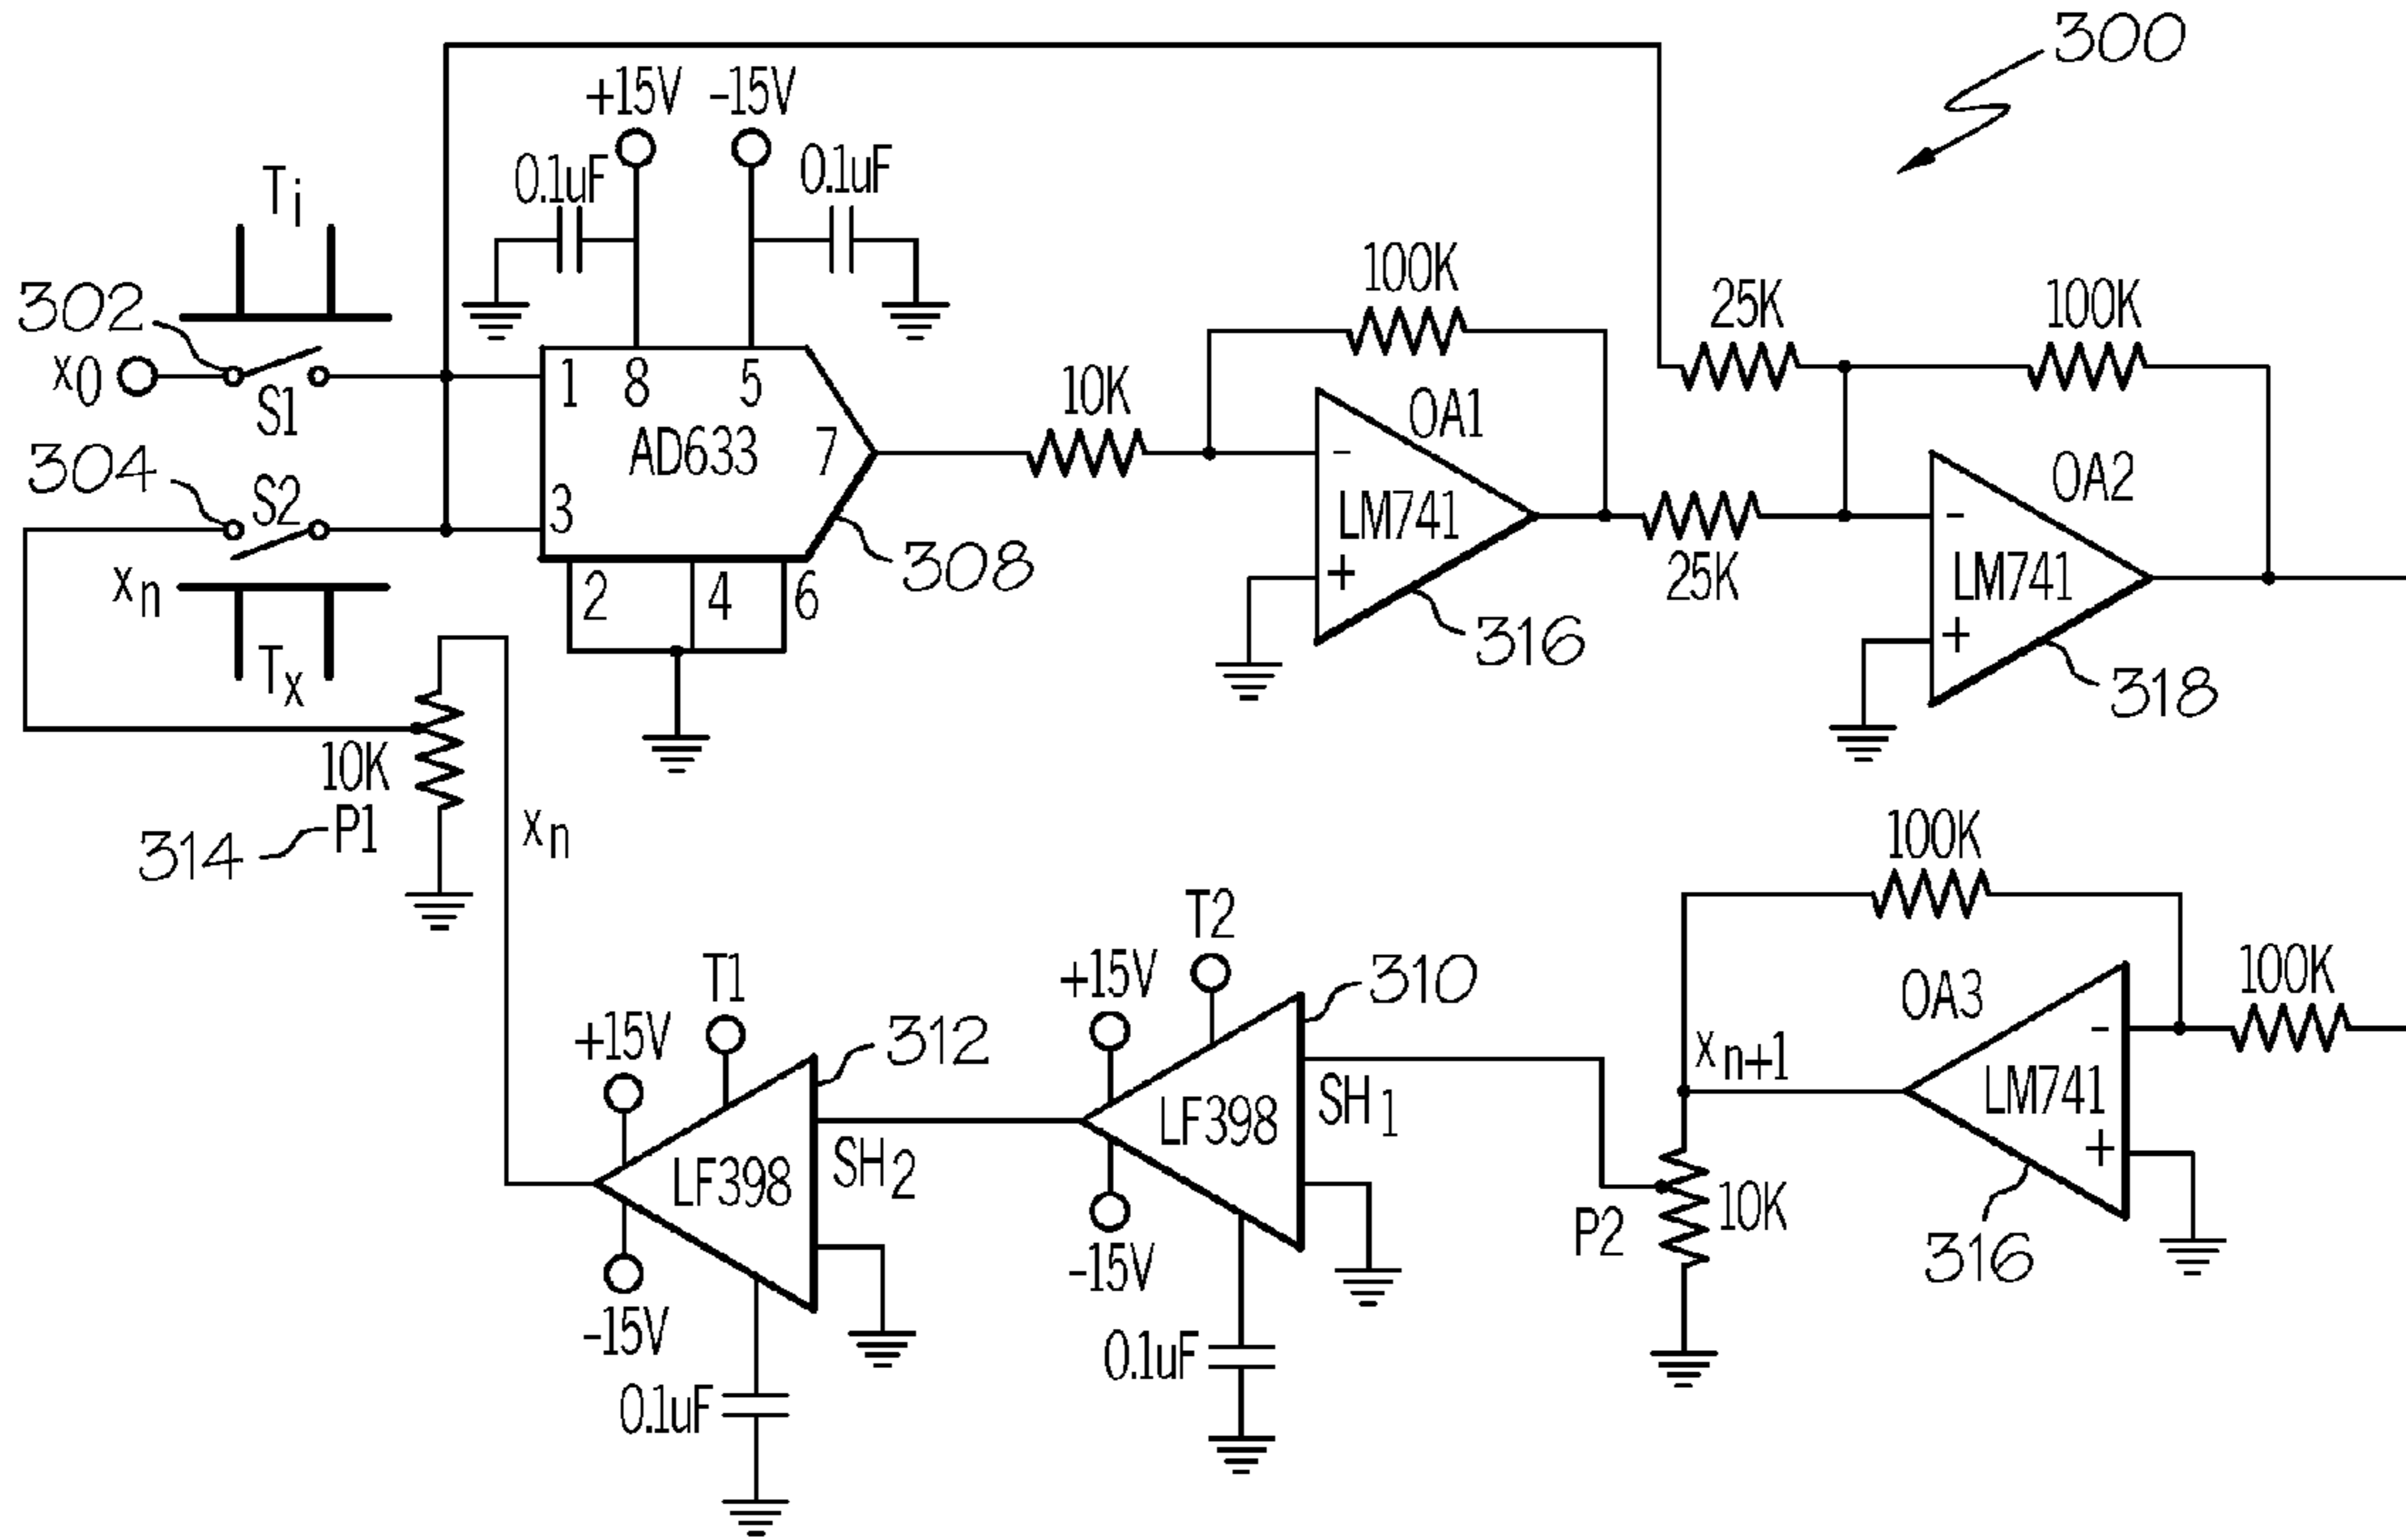 300
+15V -15V
0.1uF
0.1uF
Ti
302
x0
S1
1
8
5
AD633
7
3
2
4
6
308
304
S2
xn
Tx
10K
100K
OA1
-
LM741
+
316
25K
100K
25K
OA2
-
LM741
+
318
10K
P1
314
xn
T1
+15V
312
LF398
SH2
-15V
0.1uF
T2
+15V
310
LF398
SH1
-15V
0.1uF
P2
10K
xn+1
100K
OA3
100K
-
LM741
+
316